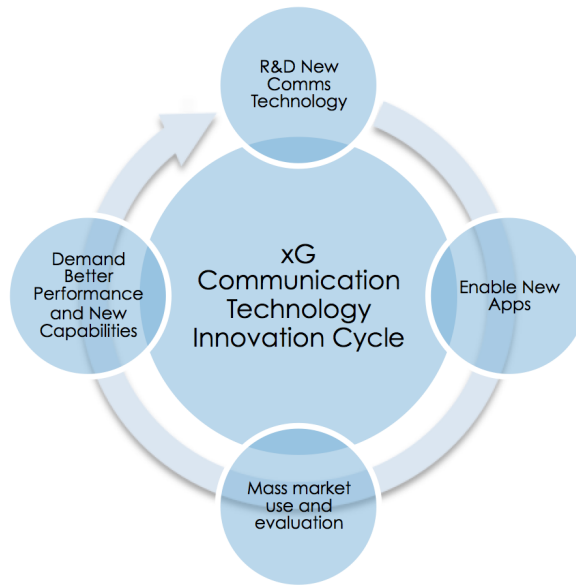 R&D New
Comms
Technology
xG
Communication
Technology
Innovation Cycle
Enable New
Apps
Mass market
use and
evaluation
Demand
Better
Performance
and New
Capabilities